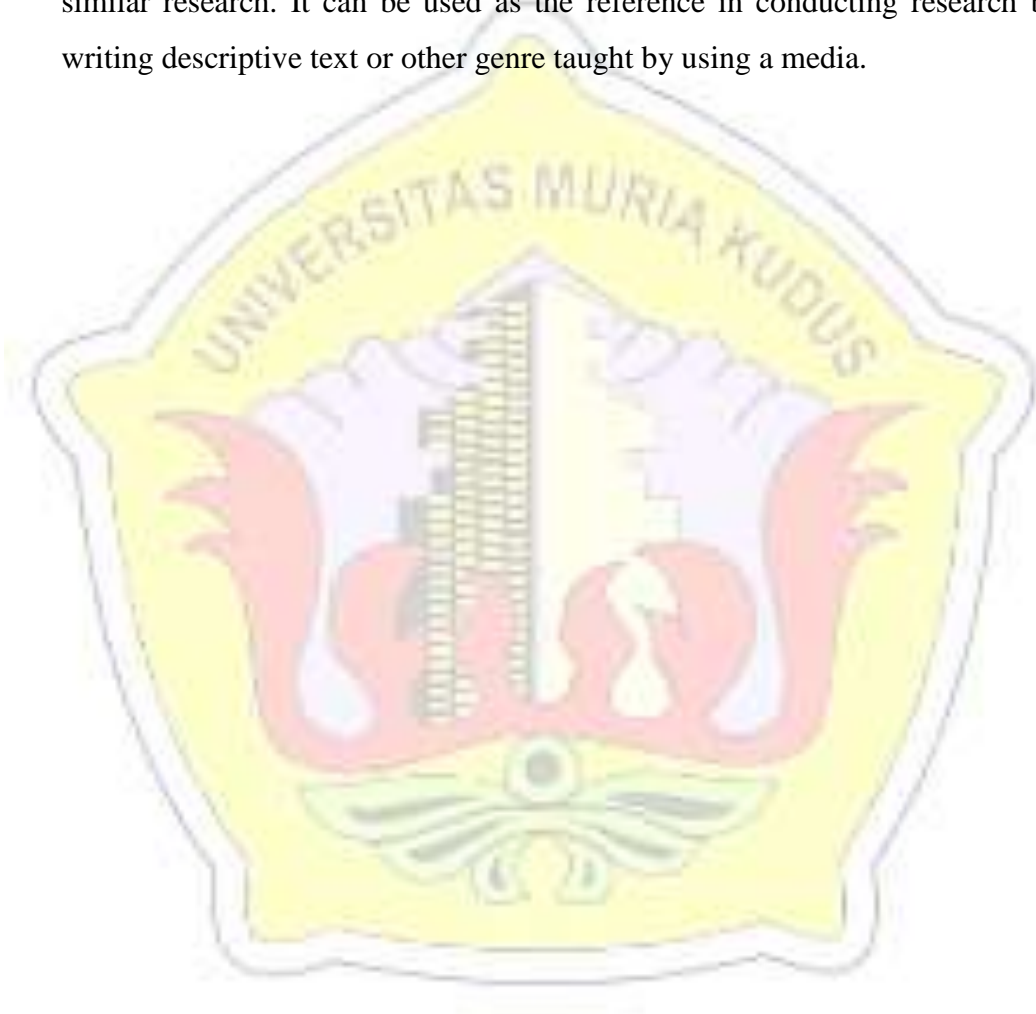 similar research. It can be used as the reference in conducting research
writing descriptive text or other genre taught by using a media.
UNIVERSITAS MURIA KUDUS